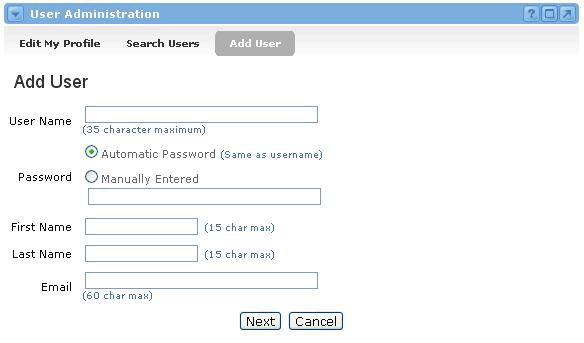 User Administration ?
Edit My Profile Search Users Add User
Add User
User Name
(35 character maximum)
Automatic Password (Same as username)
Password Manually Entered
First Name (15 char max)
Last Name (15 char max)
Email
(60 char max)
Next Cancel